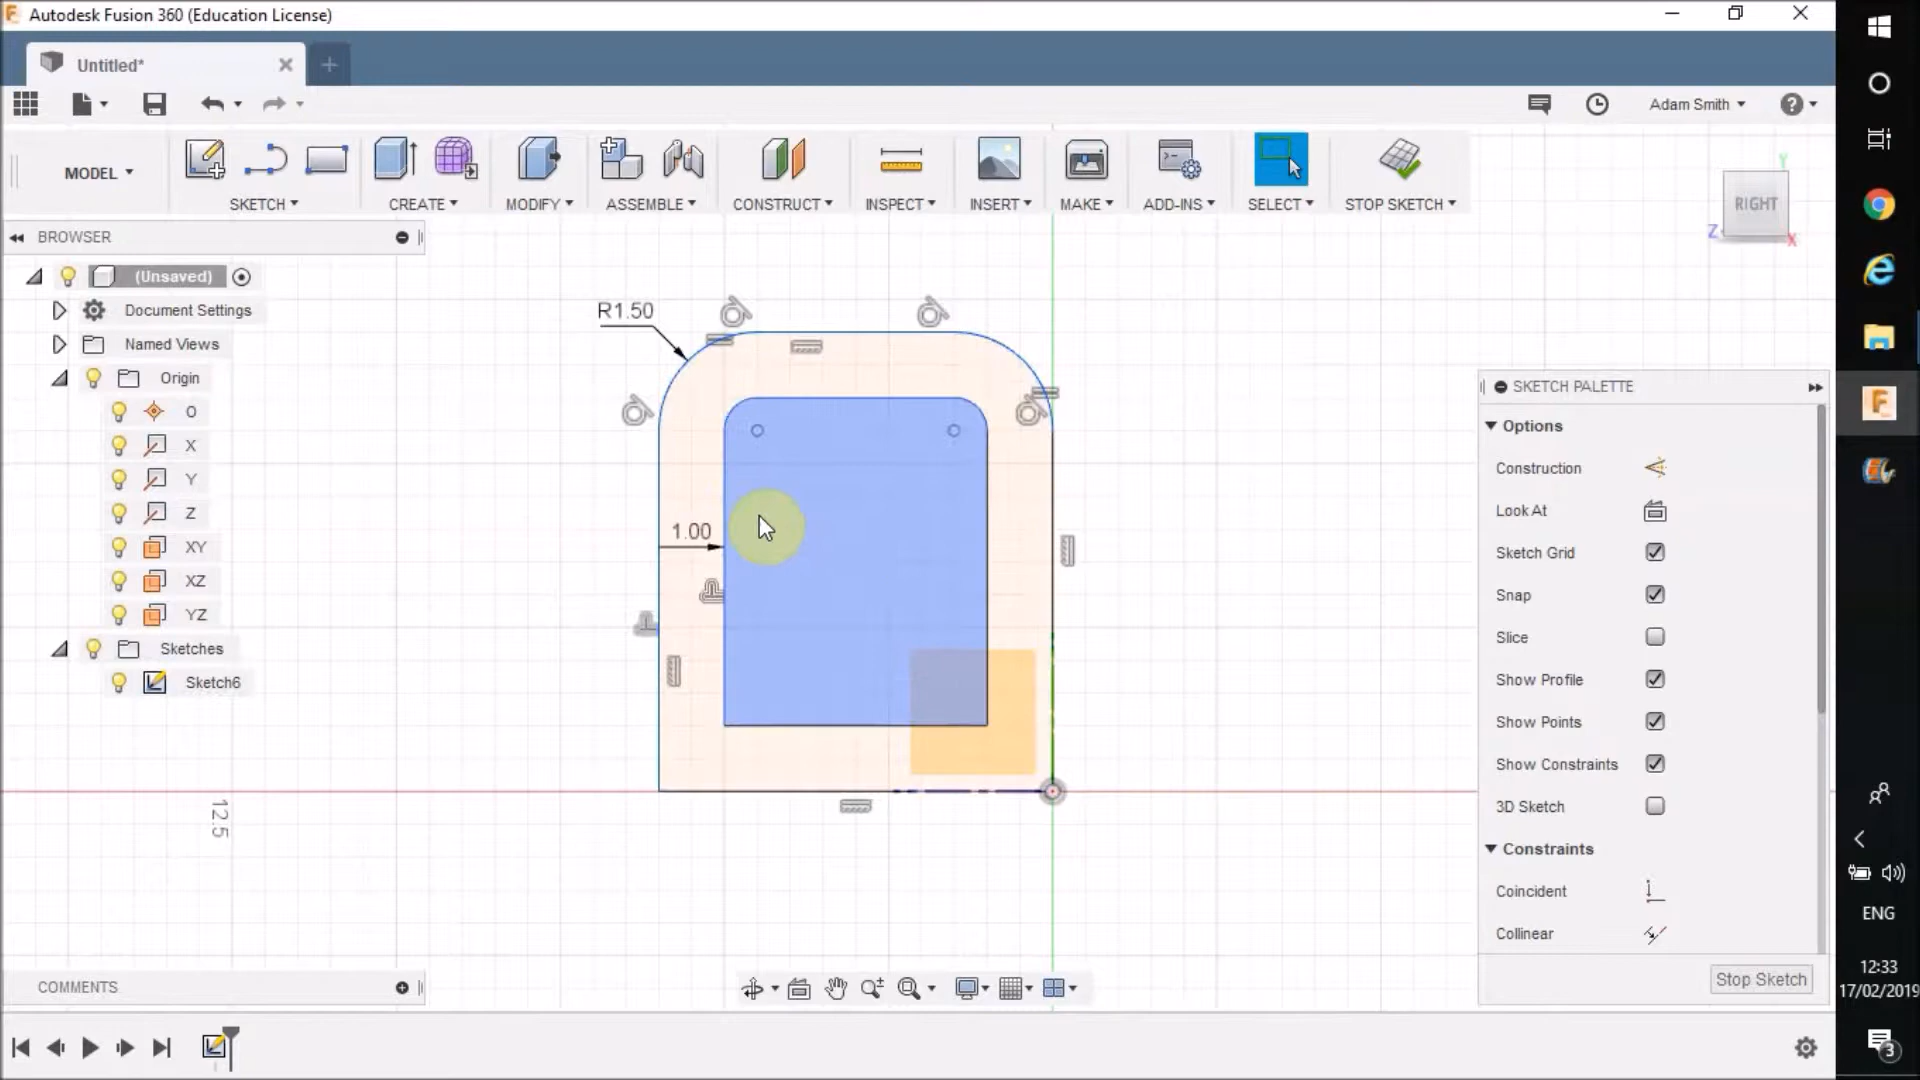 Autodesk Fusion 360 (Education License)
Untitled*
Adam Smith
MODEL
SKETCH
CREATE
MODIFY
ASSEMBLE
CONSTRUCT
INSPECT
INSERT
MAKE
ADD-INS
SELECT
STOP SKETCH
Y
RIGHT
Z
X
BROWSER
(Unsaved)
Document Settings
Named Views
Origin
O
X
Y
Z
XY
XZ
YZ
Sketches
Sketch6
R1.50
1.00
12.5
SKETCH PALETTE
Options
Construction
Look At
Sketch Grid
Snap
Slice
Show Profile
Show Points
Show Constraints
3D Sketch
Constraints
Coincident
Collinear
Stop Sketch
COMMENTS
ENG
12:33
17/02/2019
3